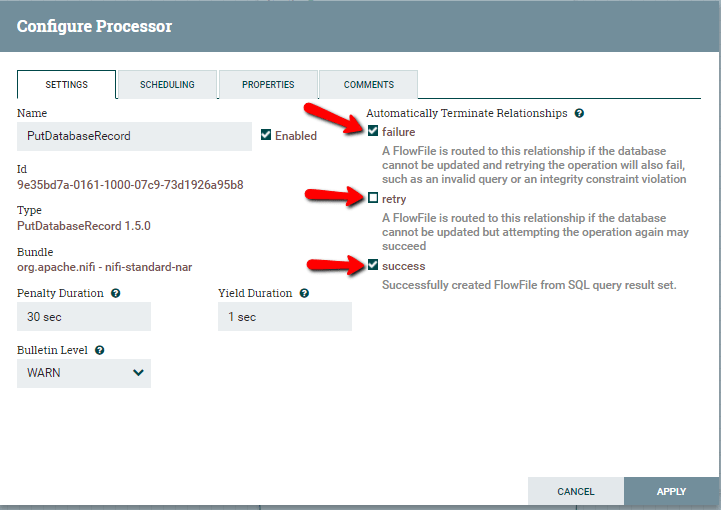 Configure Processor
SETTINGS
SCHEDULING
PROPERTIES
COMMENTS
Name
PutDatabaseRecord
Enabled
Id
9e35bd7a-0161-1000-07c9-73d1926a95b8
Type
PutDatabaseRecord 1.5.0
Bundle
org.apache.nifi - nifi-standard-nar
Penalty Duration ?
Yield Duration ?
30 sec
1 sec
Bulletin Level ?
WARN
Automatically Terminate Relationships ?
failure
A FlowFile is routed to this relationship if the database
cannot be updated and retrying the operation will also fail,
such as an invalid query or an integrity constraint violation
retry
A FlowFile is routed to this relationship if the database
cannot be updated but attempting the operation again may
succeed
success
Successfully created FlowFile from SQL query result set.
CANCEL
APPLY